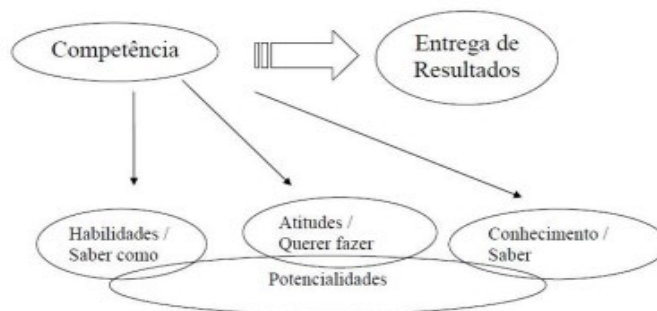 Competência
Entrega de
Resultados
Habilidades /
Saber como
Atitudes /
Querer fazer
Conhecimento /
Saber
Potencialidades